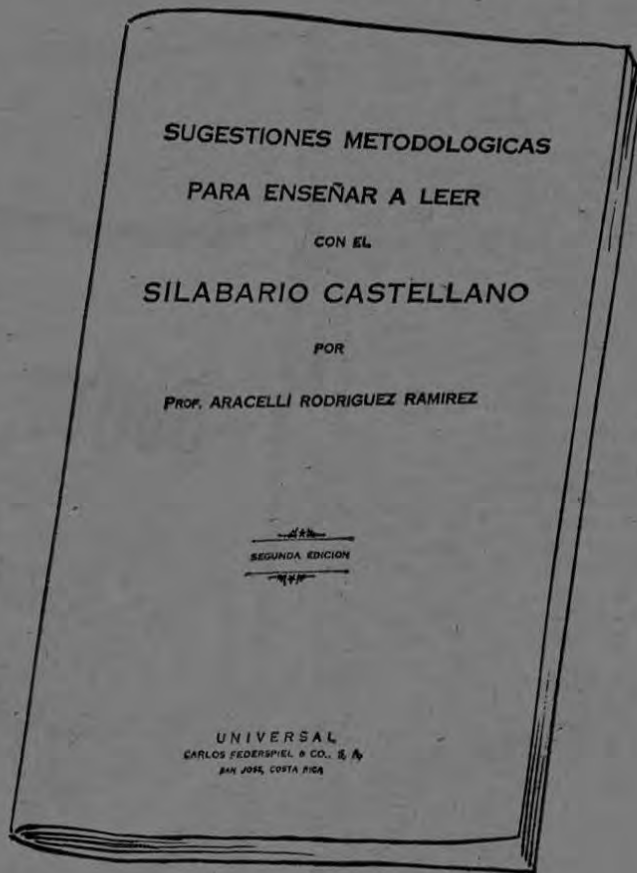 SUGESTIONES METODOLOGICAS
PARA ENSEÑAR A LEER
CON EL
SILABARIO CASTELLANO
POR
PROF. ARACELLI RODRIGUEZ RAMIREZ
SEGUNDA EDICION
UNIVERSAL
CARLOS FEDERSPIEL & CO., S. A.
SAN JOSE, COSTA RICA